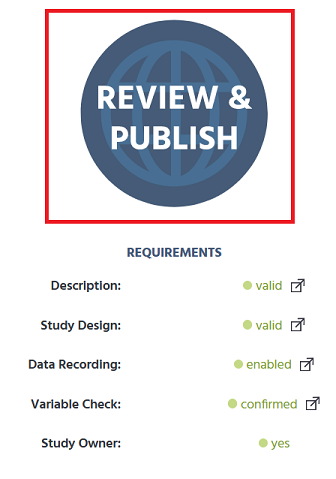 REVIEW &
PUBLISH
REQUIREMENTS
Description: valid
Study Design: valid
Data Recording: enabled
Variable Check: confirmed
Study Owner: yes